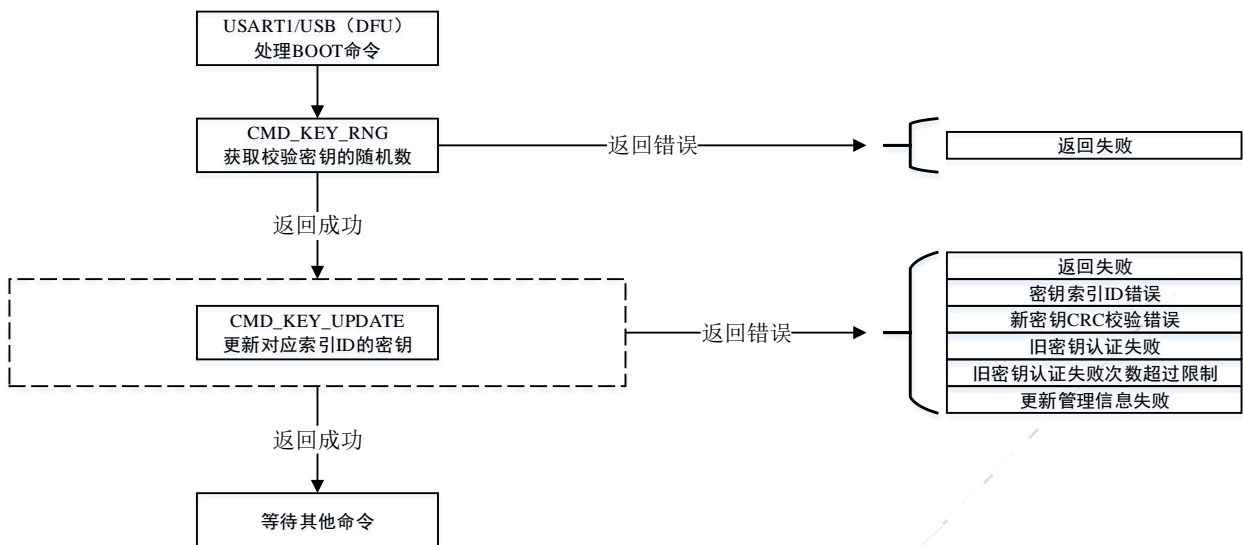 USART1/USB（DFU）
处理BOOT命令
CMD_KEY_RNG
获取校验密钥的随机数
返回错误
返回失败
返回成功
CMD_KEY_UPDATE
更新对应索引ID的密钥
返回错误
返回失败
密钥索引ID错误
新密钥CRC校验错误
旧密钥认证失败
旧密钥认证失败次数超过限制
更新管理信息失败
返回成功
等待其他命令